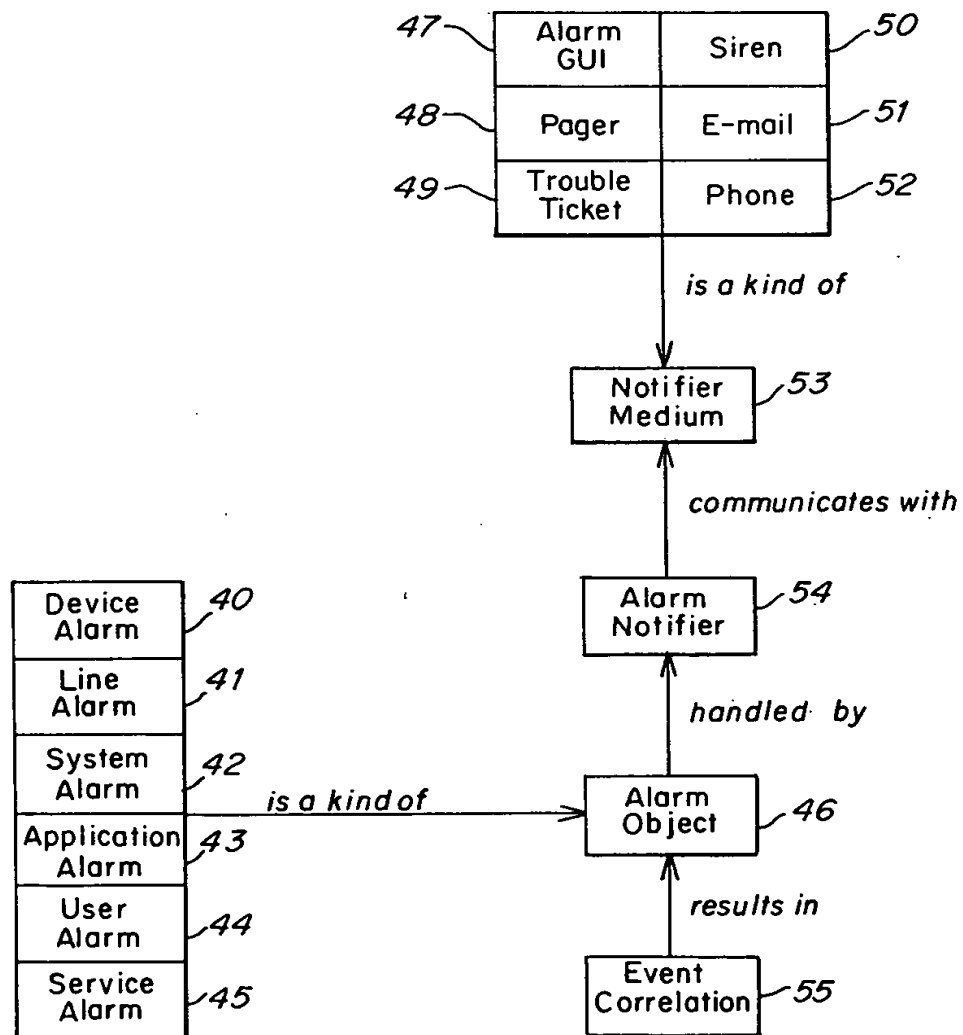 47 Alarm GUI Siren 50
48 Pager E-mail 51
49 Trouble Ticket Phone 52
is a kind of
Notifier Medium 53
communicates with
Alarm Notifier 54
handled by
Device Alarm 40
Line Alarm 41
System Alarm 42
Application Alarm 43
User Alarm 44
Service Alarm 45
is a kind of
Alarm Object 46
results in
Event Correlation 55